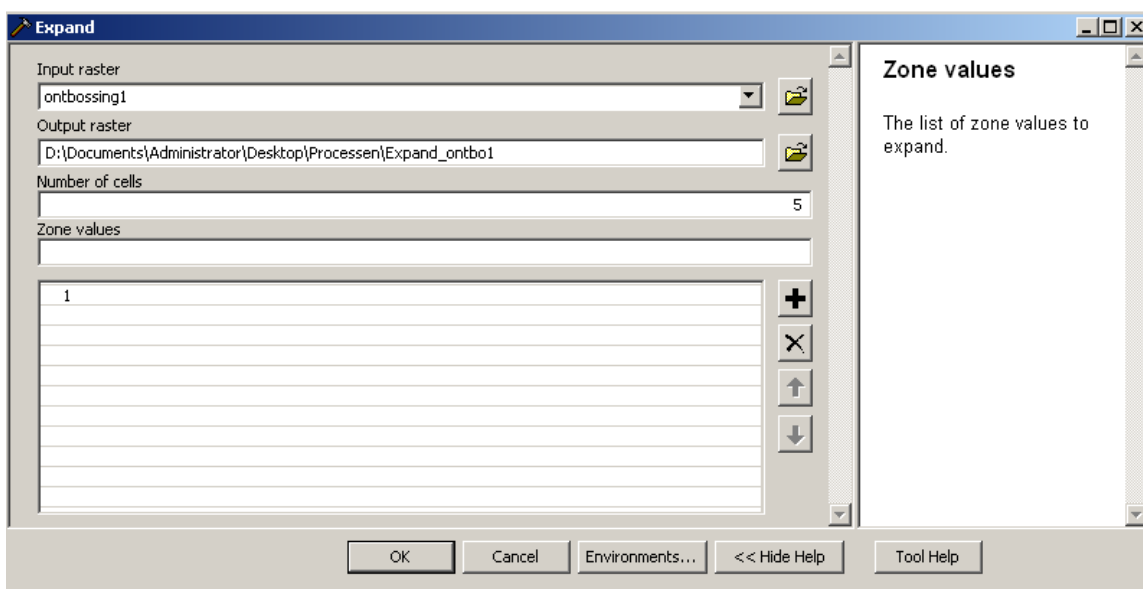 Expand
Input raster
ontbossing1
Output raster
D:\Documents\Administrator\Desktop\Processen\Expand_ontbo1
Number of cells
5
Zone values
1
OK
Cancel
Environments...
<< Hide Help
Zone values
The list of zone values to
expand.
Tool Help